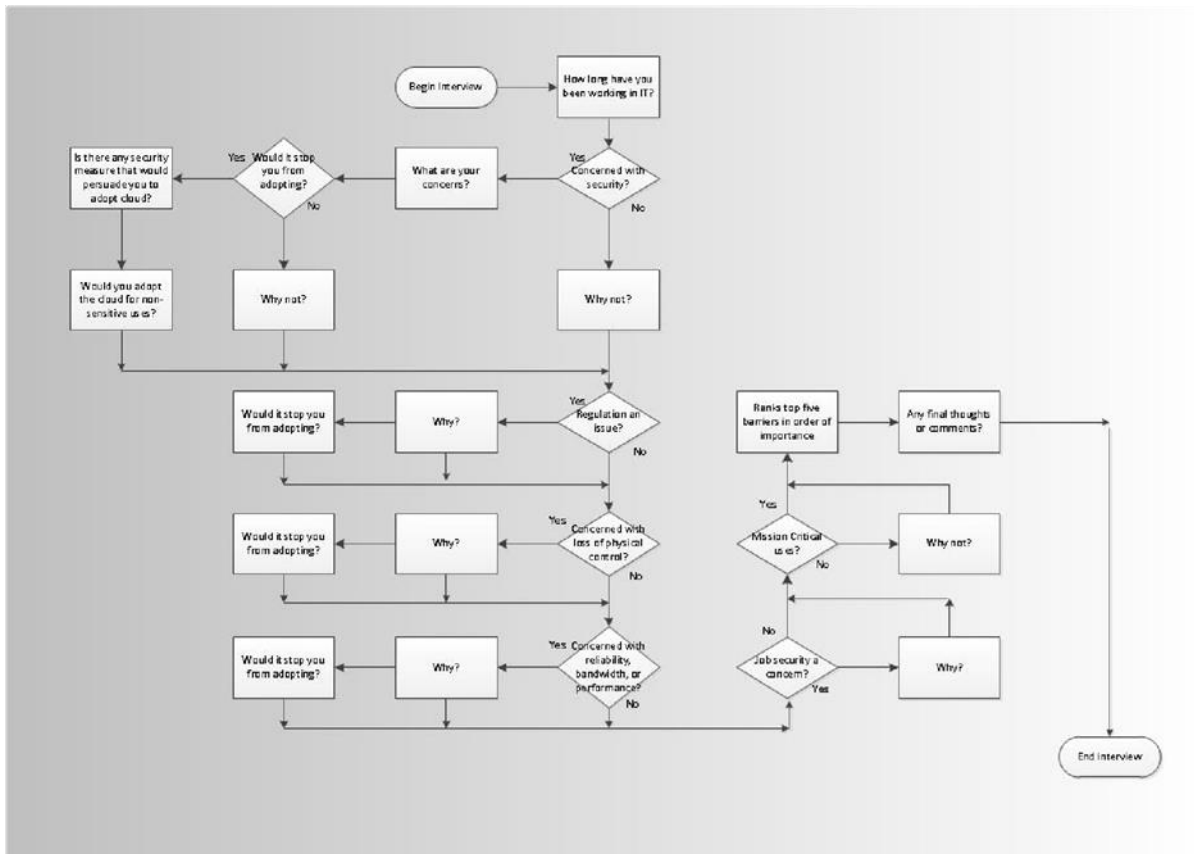 Begin Interview
How long have you
been working in IT?
Is there any security
measure that would
persuade you to
adopt cloud?
Yes
Would it stop
you from
adopting?
No
What are your
concerns?
Yes
Concerned with
security?
No
Would you adopt
the cloud for non-
sensitive uses?
Why not?
Why not?
Would it stop you
from adopting?
Why?
Yes
Regulation an
issue?
No
Would it stop you
from adopting?
Why?
Yes
Concerned with
loss of physical
control?
No
Would it stop you
from adopting?
Why?
Yes
Concerned with
reliability,
bandwidth, or
performance?
No
Ranks top five
barriers in order of
importance
Any final thoughts
or comments?
Yes
Mission Critical
uses?
No
Why not?
No
Job security a
concern?
Yes
Why?
End Interview